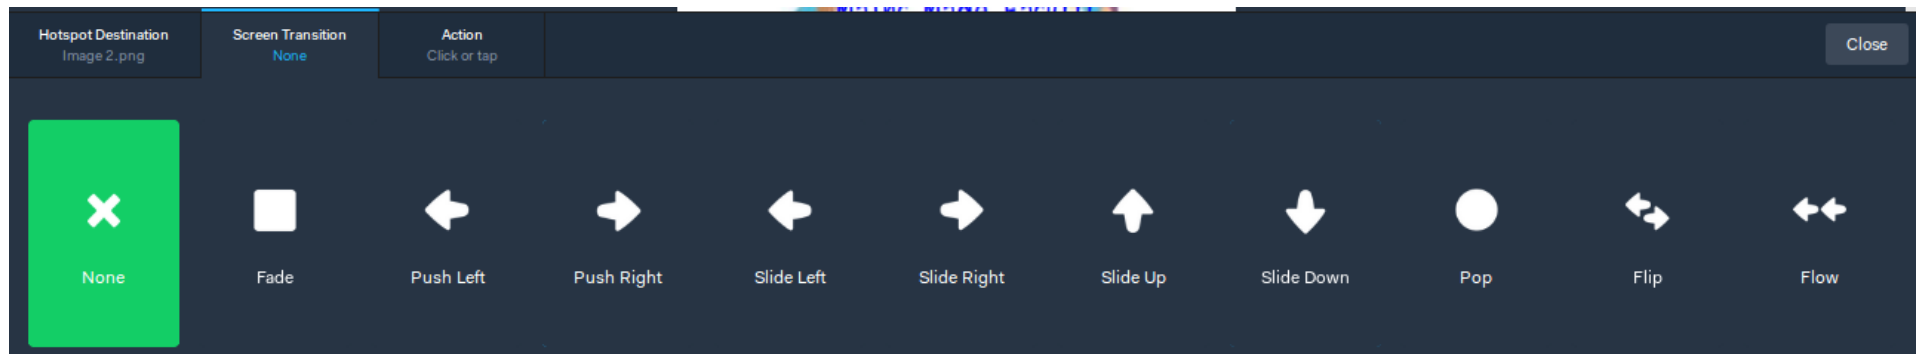 Hotspot Destination
Image 2.png
Screen Transition
None
Action
Click or tap
Close
None
Fade
Push Left
Push Right
Slide Left
Slide Right
Slide Up
Slide Down
Pop
Flip
Flow